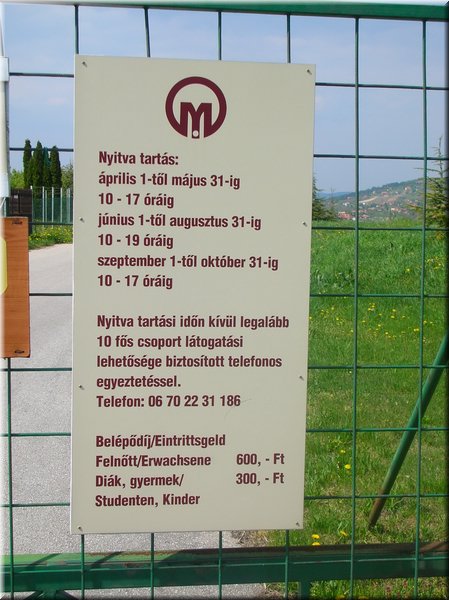 M
Nyitva tartás:
április 1-től május 31-ig
10 - 17 óráig
június 1-től augusztus 31-ig
10 - 19 óráig
szeptember 1-től október 31-ig
10 - 17 óráig
Nyitva tartási időn kívül legalább
10 fős csoport látogatási
lehetősége biztosított telefonos
egyeztetéssel.
Telefon: 06 70 22 31 186
Belépődíj/Eintrittsgeld
Felnőtt/Erwachsene 600, - Ft
Diák, gyermek/ 300, - Ft
Studenten, Kinder